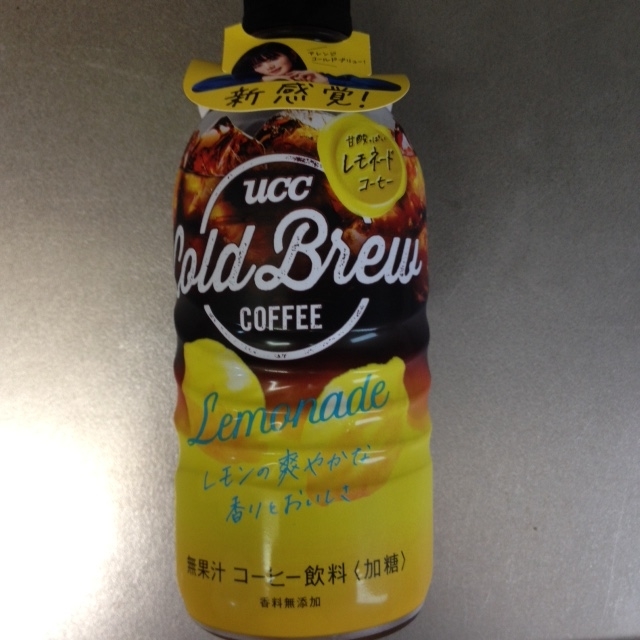 新感覚!
甘酸っぱい
レモネード
コーヒー
UCC
Cold Brew
COFFEE
Lemonade
レモンの爽やかな
香りとおいしさ
無果汁 コーヒー飲料〈加糖〉
香料無添加